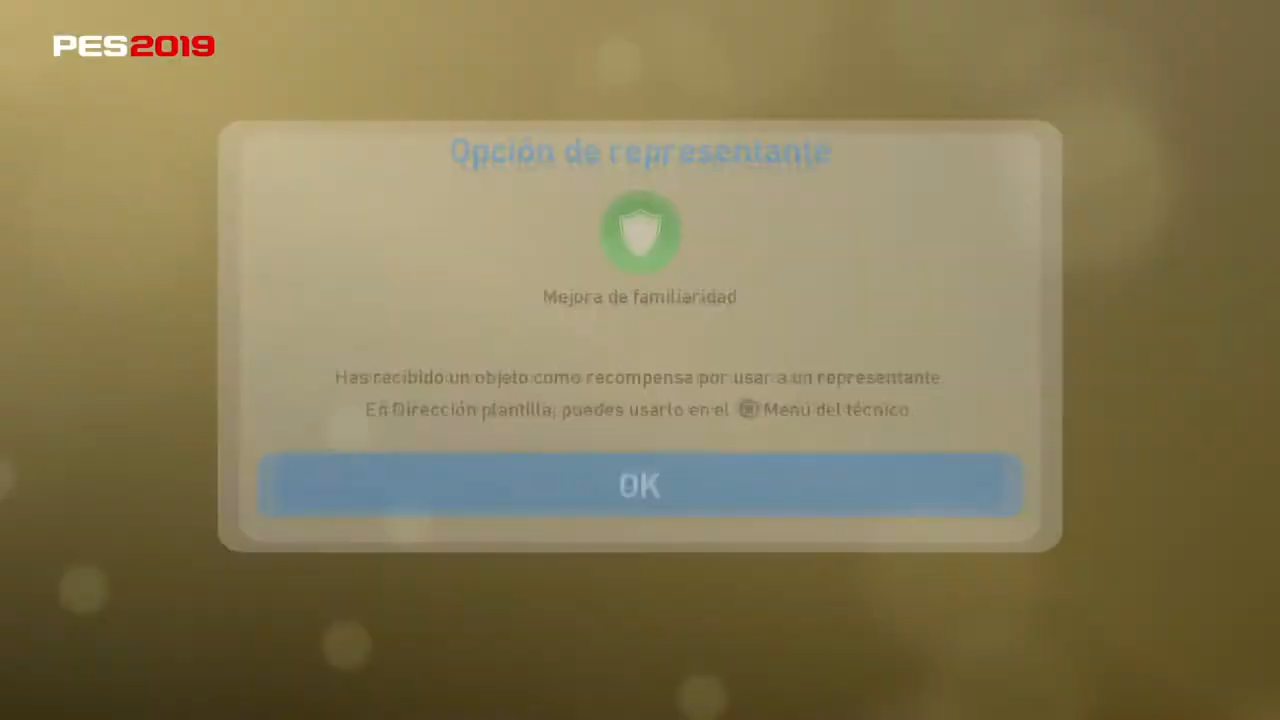 PES2019
Opción de representante
Mejora de familiaridad
Has recibido un objeto como recompensa por usar a un representante.
En Dirección plantilla, puedes usarlo en el Menú del técnico.
OK